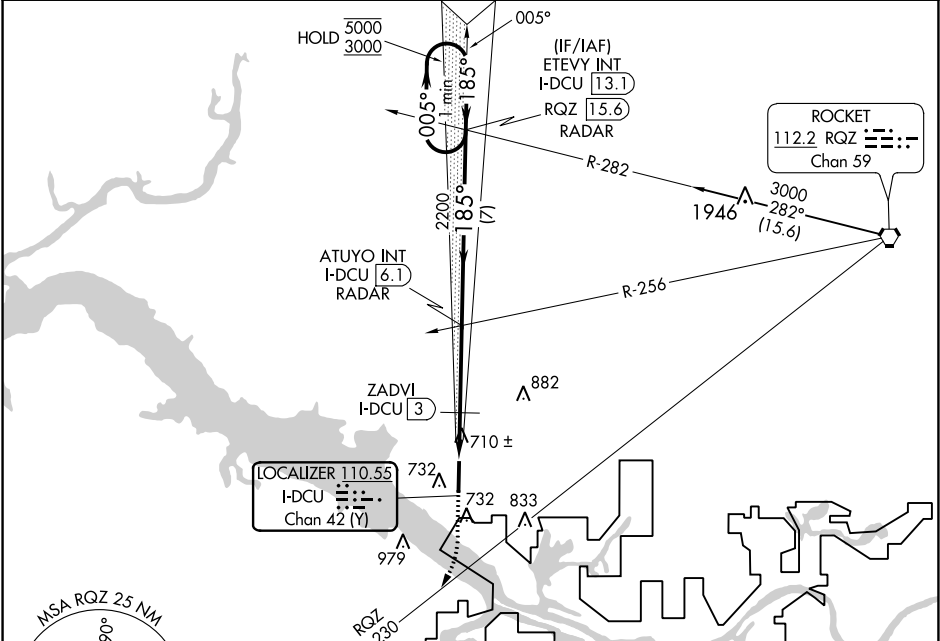 HOLD 5000
3000
005°
(IF/IAF)
ETEVY INT
I-DCU 13.1
RQZ 15.6
RADAR
005°
1 min
185°
ROCKET
112.2 RQZ
Chan 59
R-282
3000
282°
(15.6)
1946
2200
185°
(7)
ATUYO INT
I-DCU 6.1
RADAR
R-256
ZADVI
I-DCU 3
882
710 ±
LOCALIZER 110.55
I-DCU
Chan 42 (Y)
732
732
833
979
MSA RQZ 25 NM
90°
RQZ
230